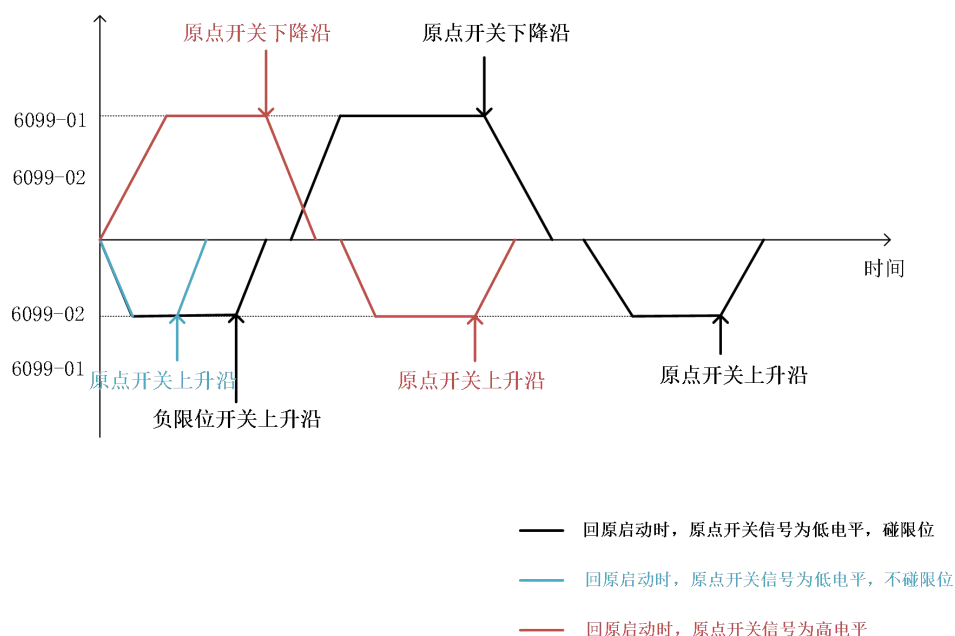 原点开关下降沿
原点开关下降沿
6099-01
6099-02
时间
6099-02
6099-01
原点开关上升沿
原点开关上升沿
原点开关上升沿
负限位开关上升沿
回原启动时，原点开关信号为低电平，碰限位
回原启动时，原点开关信号为低电平，不碰限位
回原启动时，原点开关信号为高电平